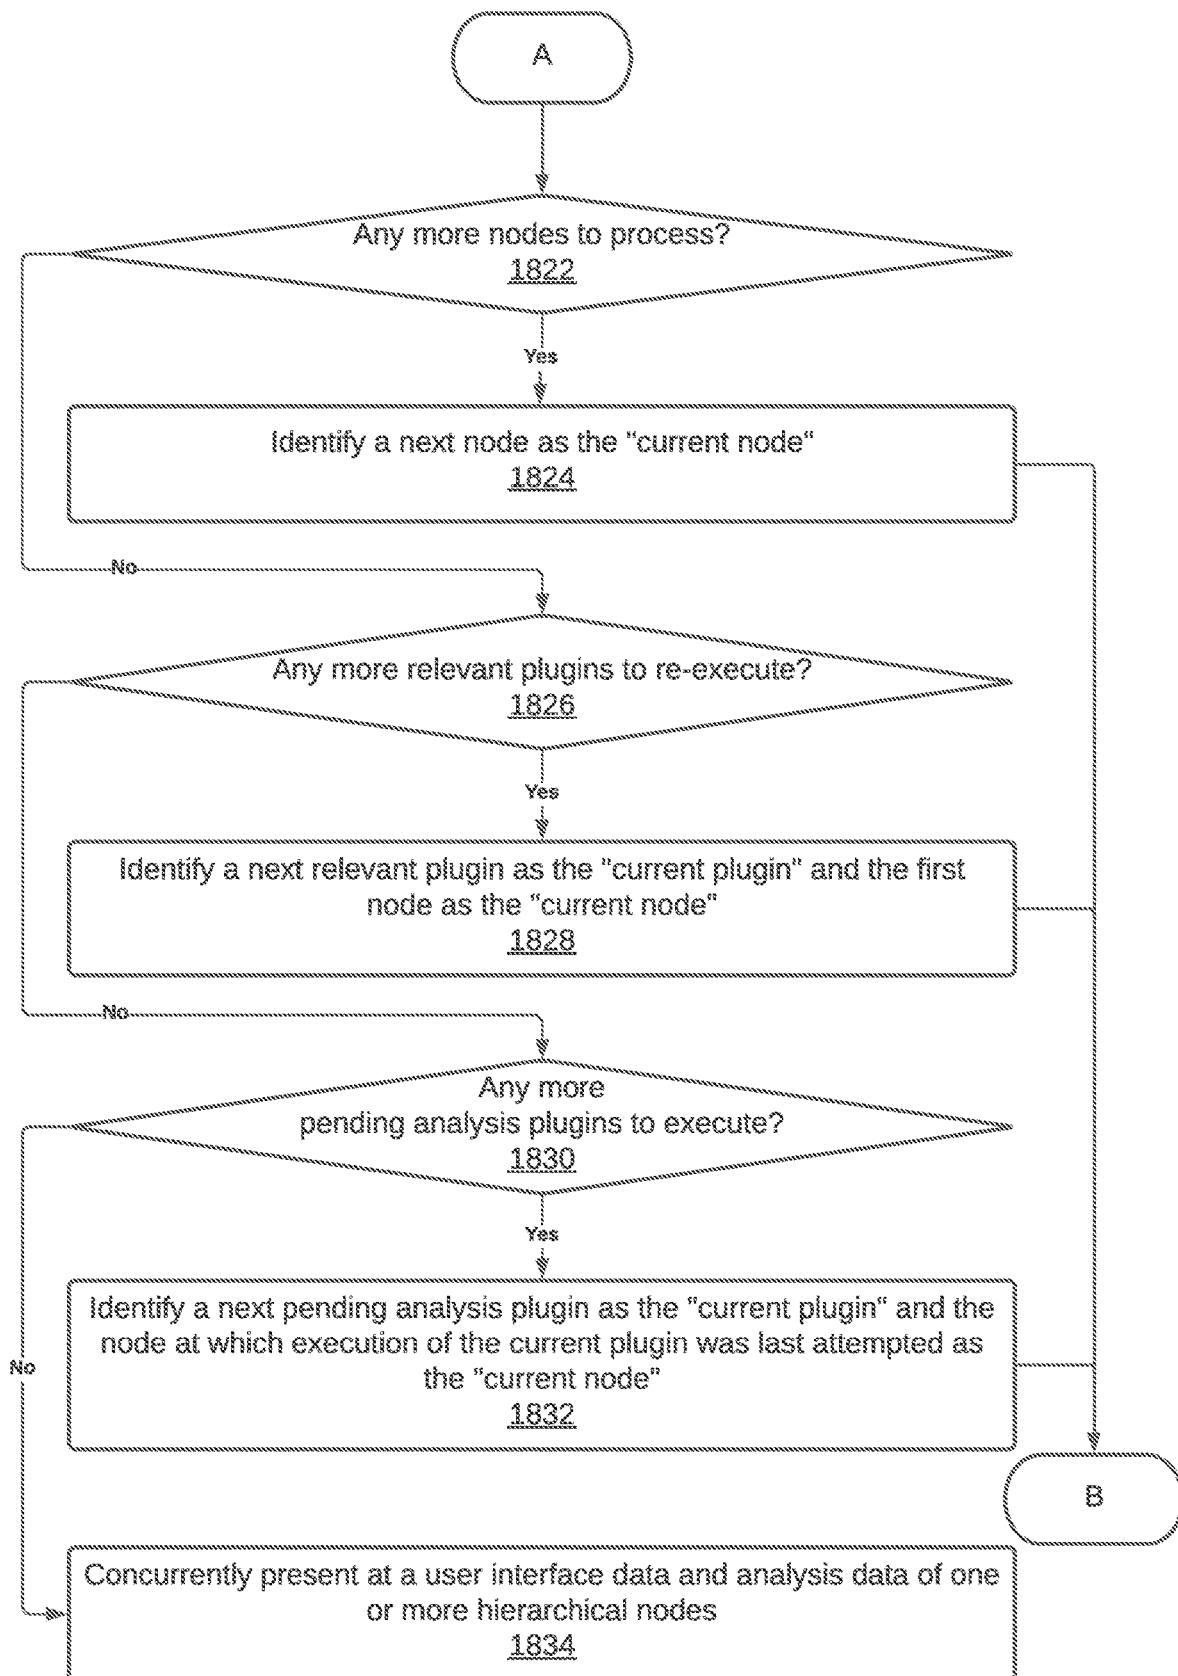 A
Any more nodes to process?
1822
Yes
Identify a next node as the "current node"
1824
No
Any more relevant plugins to re-execute?
1826
Yes
Identify a next relevant plugin as the "current plugin" and the first
node as the "current node"
1828
No
Any more
pending analysis plugins to execute?
1830
Yes
Identify a next pending analysis plugin as the "current plugin" and the
node at which execution of the current plugin was last attempted as
the "current node"
1832
No
B
Concurrently present at a user interface data and analysis data of one
or more hierarchical nodes
1834